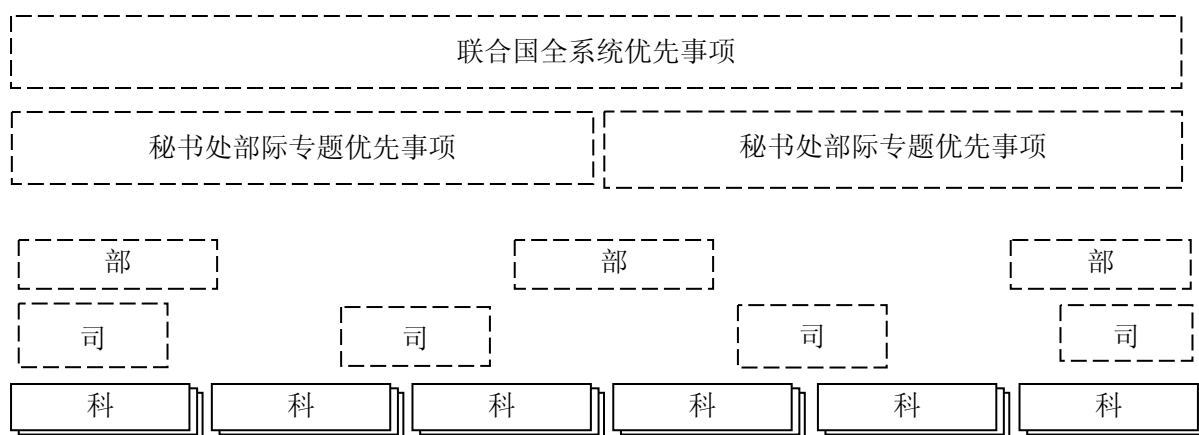 联合国全系统优先事项
秘书处部际专题优先事项 秘书处部际专题优先事项
部 部 部
司 司 司 司
科 科 科 科 科 科